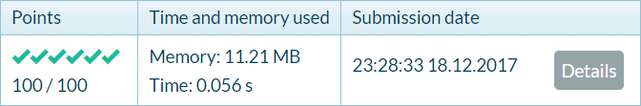 Points Time and memory used Submission date
Memory: 11.21 MB
100 / 100 Time: 0.056 s
23:28:33 18.12.2017 Details